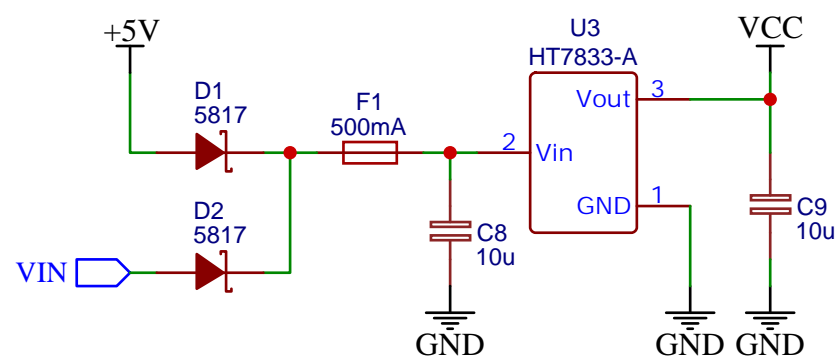 +5V
D1
5817
D2
5817
VIN
F1
500mA
C8
10u
GND
U3
HT7833-A
2
Vin
Vout
3
GND
1
GND
VCC
C9
10u
GND